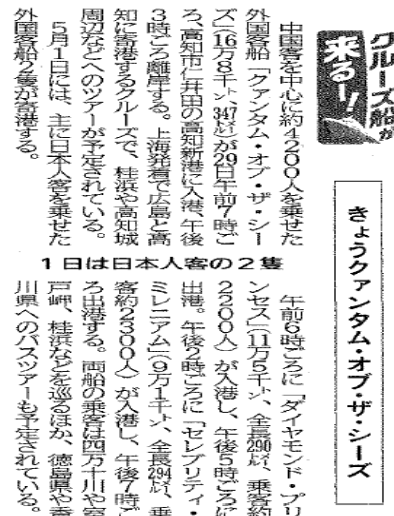 クルーズ船が
来るー!!
きょうクァンタム・オブ・ザ・シーズ
中国客を中心に約4200人を乗せた
外国客船「クァンタム・オブ・ザ・シー
ズ」(16万8千㌧、347㍍)が29日午前7時ご
ろ、高知市仁井田の高知新港に入港、午後
3時ごろ離岸する。上海発着で広島と高
知に寄港するクルーズで、桂浜や高知城
周辺などへのツアーが予定されている。
5月1日には、主に日本人客を乗せた
外国客船2隻が寄港する。
1日は日本人客の2隻
午前6時ごろに「ダイヤモンド・プリ
ンセス」(11万5千㌧、全長290㍍、乗客約
2200人)が入港し、午後5時ごろに
出港。午後2時ごろに「セレブリティ・
ミレニアム」(9万1千㌧、全長294㍍、乗
客約2300人)が入港し、午後7時ご
ろ出港する。両船の乗客は四万十川や室
戸岬、桂浜などを巡るほか、徳島県や香
川県へのバスツアーも予定されている。